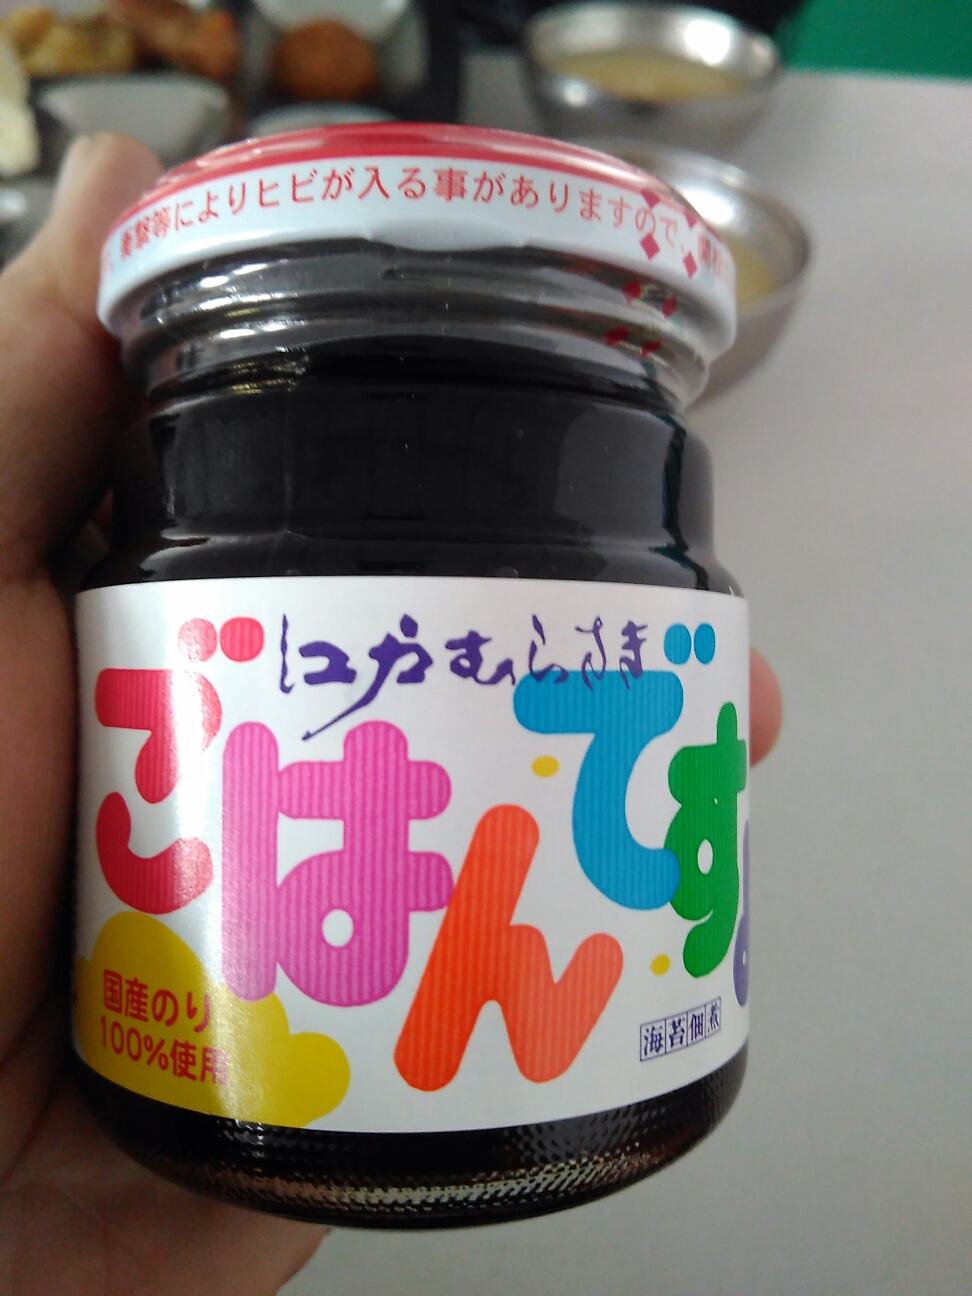 衝撃等によりヒビが入る事がありますので、開栓
江戸むらさき
ごはんです
国産のり
100%使用
海苔佃煮